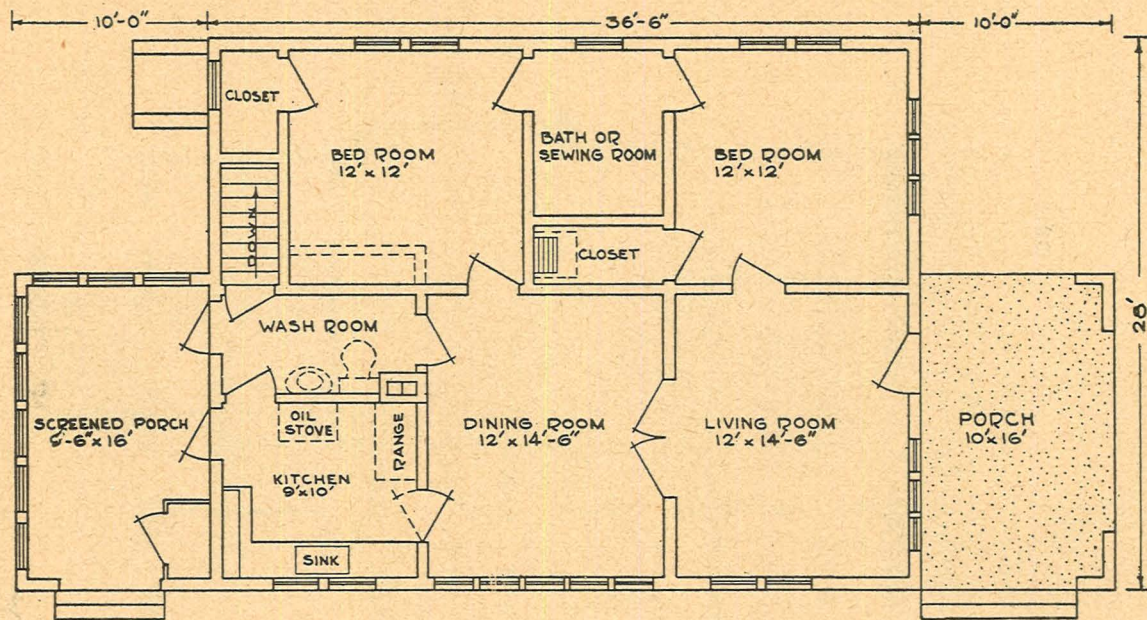 10'-0"
36'-6"
10'-0"
CLOSET
BED ROOM
12' x 12'
BATH OR
SEWING ROOM
BED ROOM
12' x 12'
DOWN
CLOSET
28'
WASH ROOM
SCREENED PORCH
9'-6" x 16'
OIL
STOVE
RANGE
KITCHEN
9' x 10'
DINING ROOM
12' x 14'-6"
LIVING ROOM
12' x 14'-6"
PORCH
10' x 16'
SINK